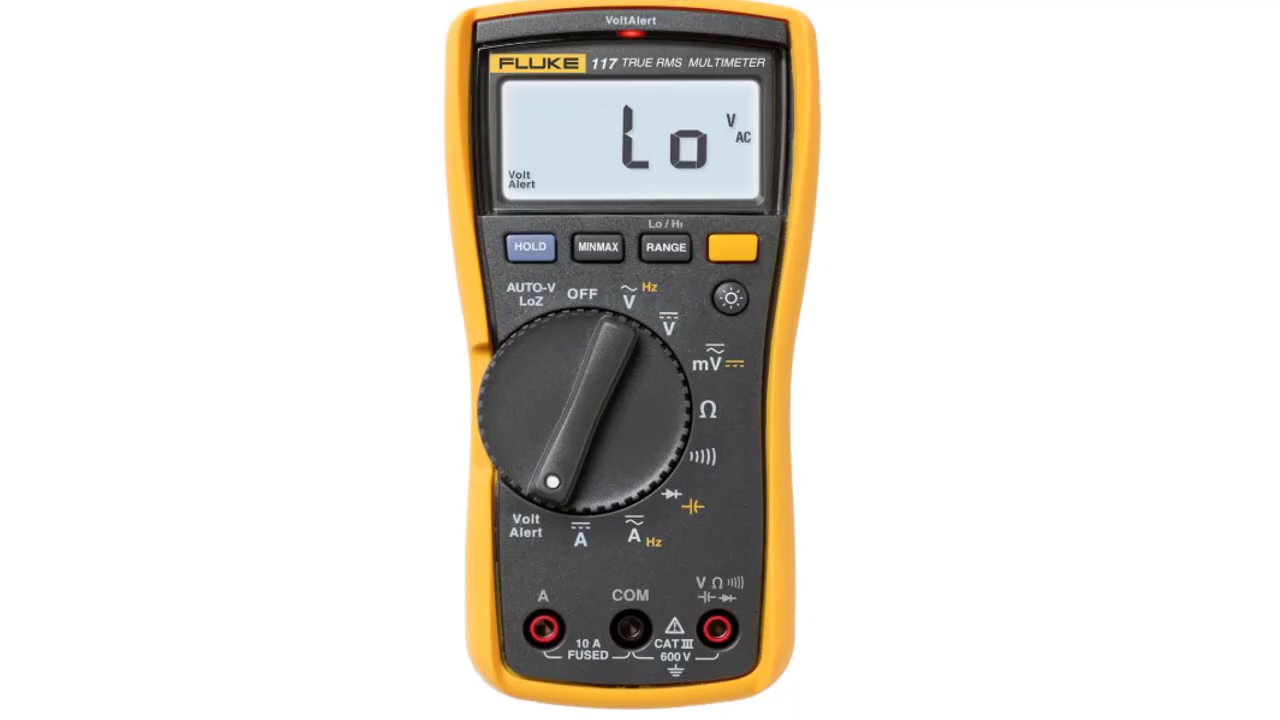 VoltAlert
FLUKE 117 TRUE RMS MULTIMETER
Lo V AC
Volt
Alert
Lo / Hi
HOLD MINMAX RANGE
AUTO-V
LoZ
OFF
V Hz
V
mV
Ω
Volt
Alert
A
A Hz
A COM V Ω
10 A
FUSED
CAT III
600 V